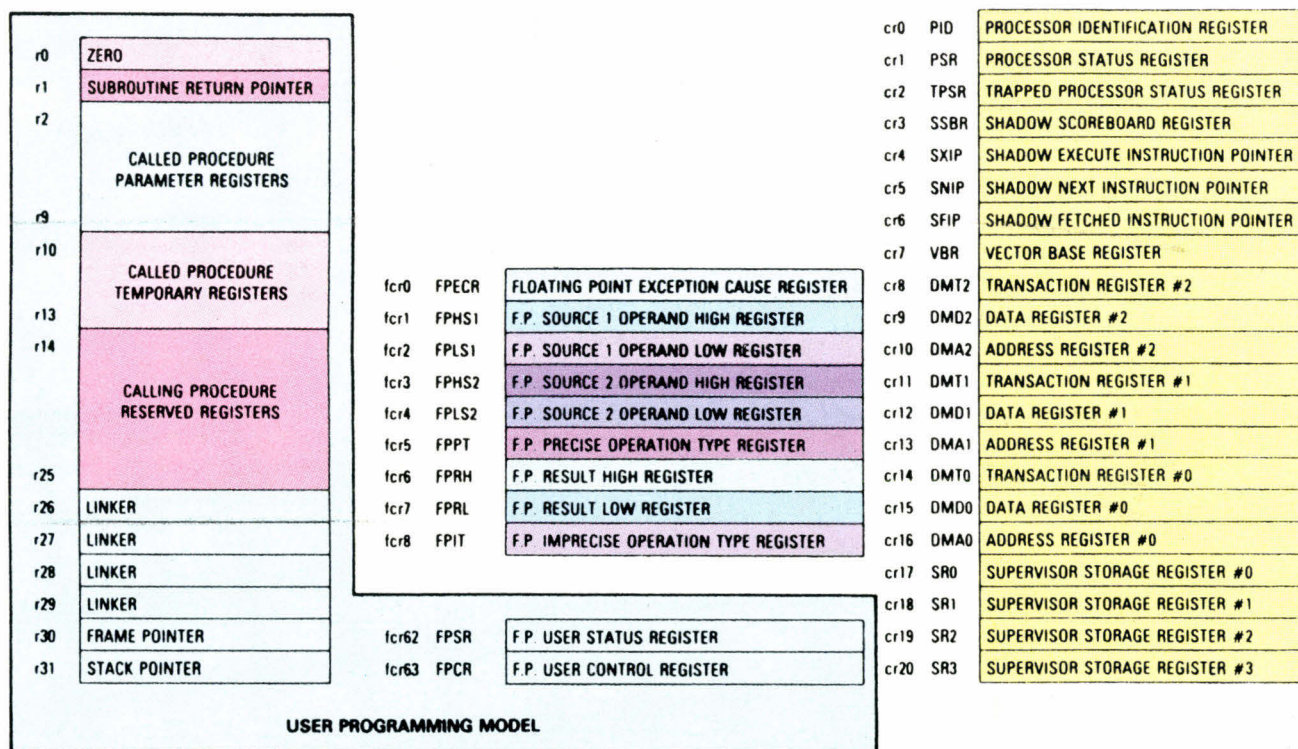 r0 ZERO
r1 SUBROUTINE RETURN POINTER
r2
CALLED PROCEDURE
PARAMETER REGISTERS
r9
r10
CALLED PROCEDURE
TEMPORARY REGISTERS
r13
r14
CALLING PROCEDURE
RESERVED REGISTERS
r25
r26 LINKER
r27 LINKER
r28 LINKER
r29 LINKER
r30 FRAME POINTER
r31 STACK POINTER
fcr0 FPECR FLOATING POINT EXCEPTION CAUSE REGISTER
fcr1 FPHS1 F.P. SOURCE 1 OPERAND HIGH REGISTER
fcr2 FPLS1 F.P. SOURCE 1 OPERAND LOW REGISTER
fcr3 FPHS2 F.P. SOURCE 2 OPERAND HIGH REGISTER
fcr4 FPLS2 F.P. SOURCE 2 OPERAND LOW REGISTER
fcr5 FPPT F.P. PRECISE OPERATION TYPE REGISTER
fcr6 FPRH F.P. RESULT HIGH REGISTER
fcr7 FPRL F.P. RESULT LOW REGISTER
fcr8 FPIT F.P. IMPRECISE OPERATION TYPE REGISTER
fcr62 FPSR F.P. USER STATUS REGISTER
fcr63 FPCR F.P. USER CONTROL REGISTER
USER PROGRAMMING MODEL
cr0 PID PROCESSOR IDENTIFICATION REGISTER
cr1 PSR PROCESSOR STATUS REGISTER
cr2 TPSR TRAPPED PROCESSOR STATUS REGISTER
cr3 SSBR SHADOW SCOREBOARD REGISTER
cr4 SXIP SHADOW EXECUTE INSTRUCTION POINTER
cr5 SNIP SHADOW NEXT INSTRUCTION POINTER
cr6 SFIP SHADOW FETCHED INSTRUCTION POINTER
cr7 VBR VECTOR BASE REGISTER
cr8 DMT2 TRANSACTION REGISTER #2
cr9 DMD2 DATA REGISTER #2
cr10 DMA2 ADDRESS REGISTER #2
cr11 DMT1 TRANSACTION REGISTER #1
cr12 DMD1 DATA REGISTER #1
cr13 DMA1 ADDRESS REGISTER #1
cr14 DMT0 TRANSACTION REGISTER #0
cr15 DMD0 DATA REGISTER #0
cr16 DMA0 ADDRESS REGISTER #0
cr17 SR0 SUPERVISOR STORAGE REGISTER #0
cr18 SR1 SUPERVISOR STORAGE REGISTER #1
cr19 SR2 SUPERVISOR STORAGE REGISTER #2
cr20 SR3 SUPERVISOR STORAGE REGISTER #3